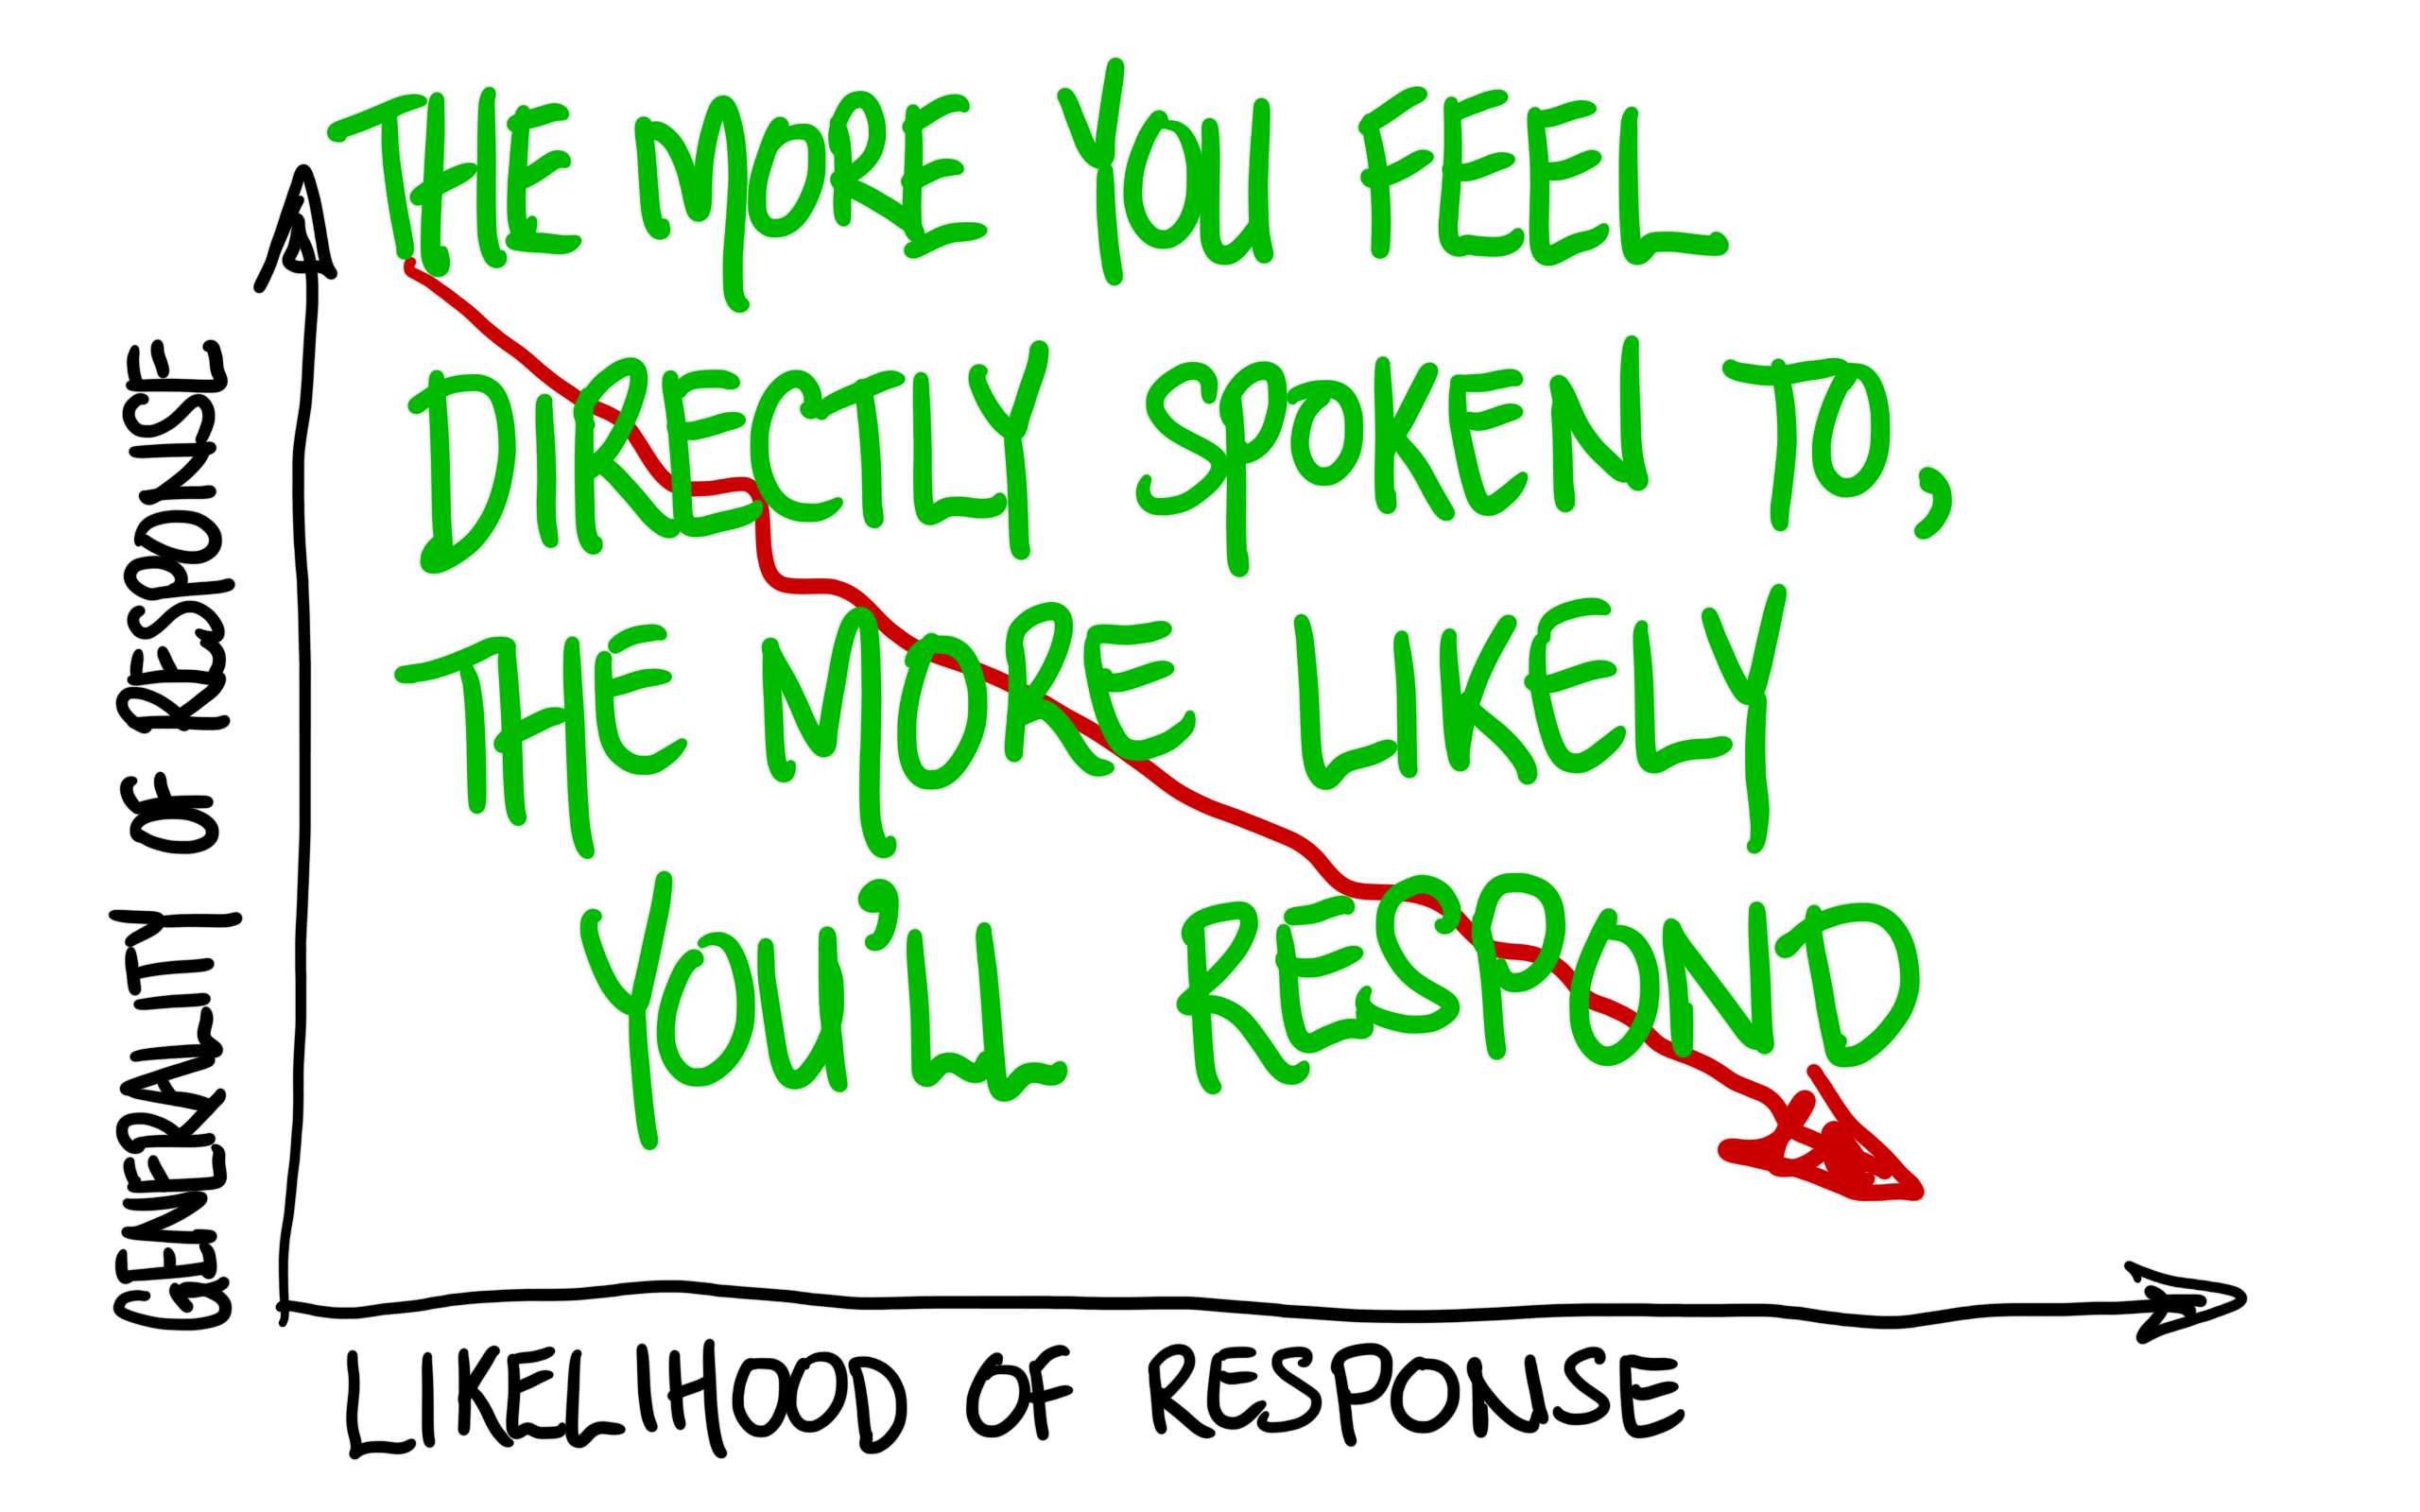 THE MORE YOU FEEL
DIRECTLY SPOKEN TO,
THE MORE LIKELY
YOU'LL RESPOND
GENERALITY OF RESPONSE
LIKELIHOOD OF RESPONSE